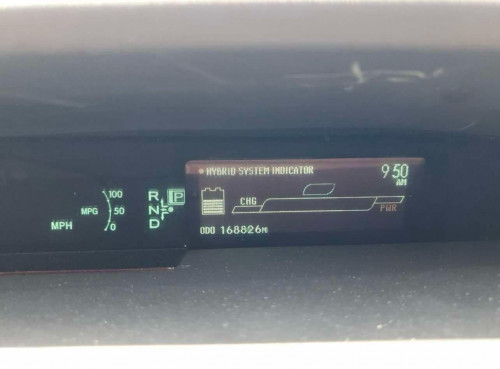 HYBRID SYSTEM INDICATOR
9:50
AM
100
MPG 50
0
MPH
R
P
N
D
CHG
PWR
ODO 168826MI